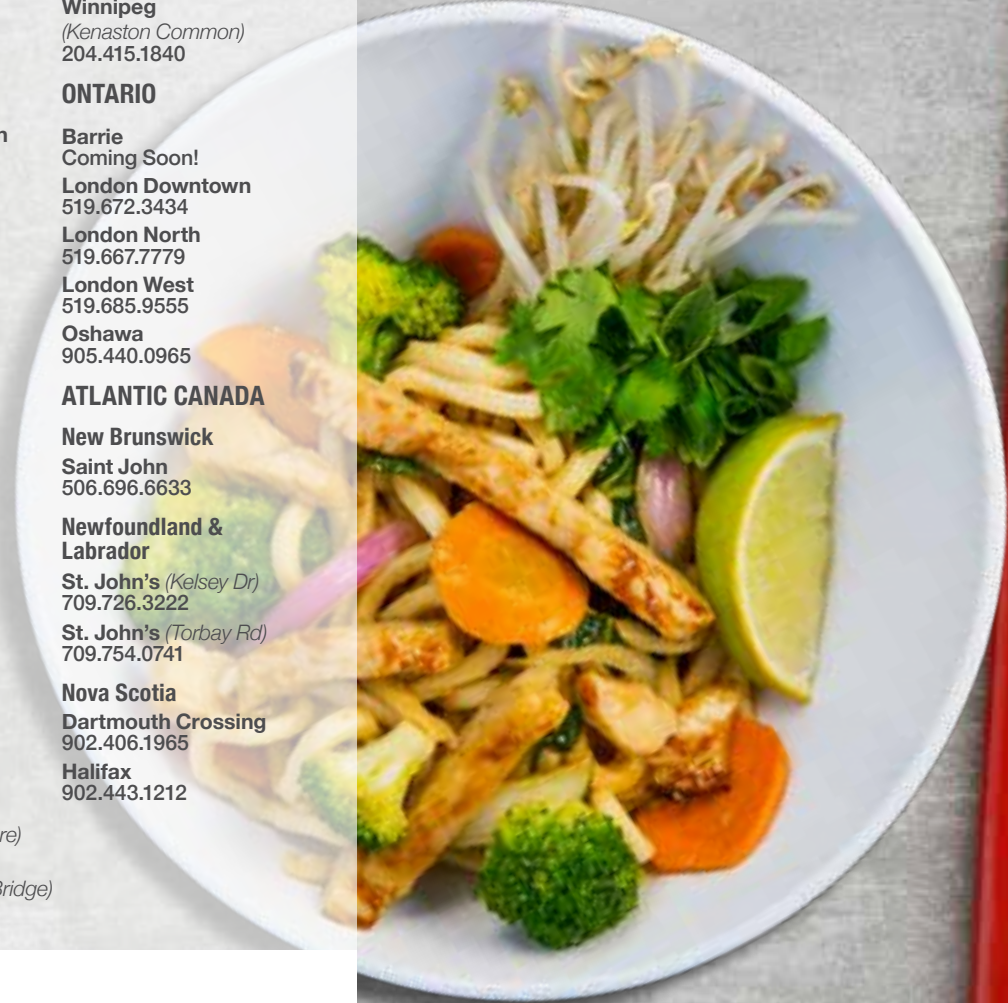 Winnipeg
(Kenaston Common)
204.415.1840
ONTARIO
Barrie
Coming Soon!
London Downtown
519.672.3434
London North
519.667.7779
London West
519.685.9555
Oshawa
905.440.0965
ATLANTIC CANADA
New Brunswick
Saint John
506.696.6633
Newfoundland &
Labrador
St. John's (Kelsey Dr)
709.726.3222
St. John's (Torbay Rd)
709.754.0741
Nova Scotia
Dartmouth Crossing
902.406.1965
Halifax
902.443.1212